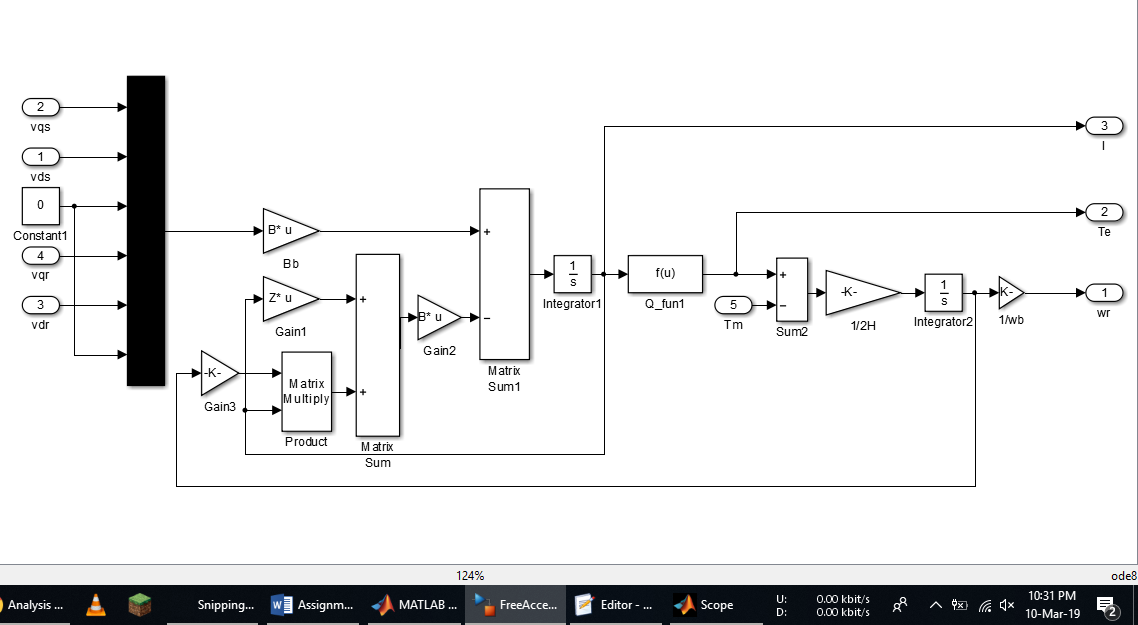 2
vqs
1
vds
0
Constant1
4
vqr
3
vdr
B* u
Bb
Z* u
Gain1
-K-
Gain3
Matrix
Multiply
Product
+
+
Matrix
Sum
B* u
Gain2
+
−
Matrix
Sum1
1
s
Integrator1
f(u)
Q_fun1
5
Tm
+
−
Sum2
-K-
1/2H
1
s
Integrator2
K-
1/wb
3
I
2
Te
1
wr
124%
ode8
Analysis ...
Snipping...
Assignm...
MATLAB ...
FreeAcce...
Editor - ...
Scope
U: 0.00 kbit/s
D: 0.00 kbit/s
10:31 PM
10-Mar-19
2